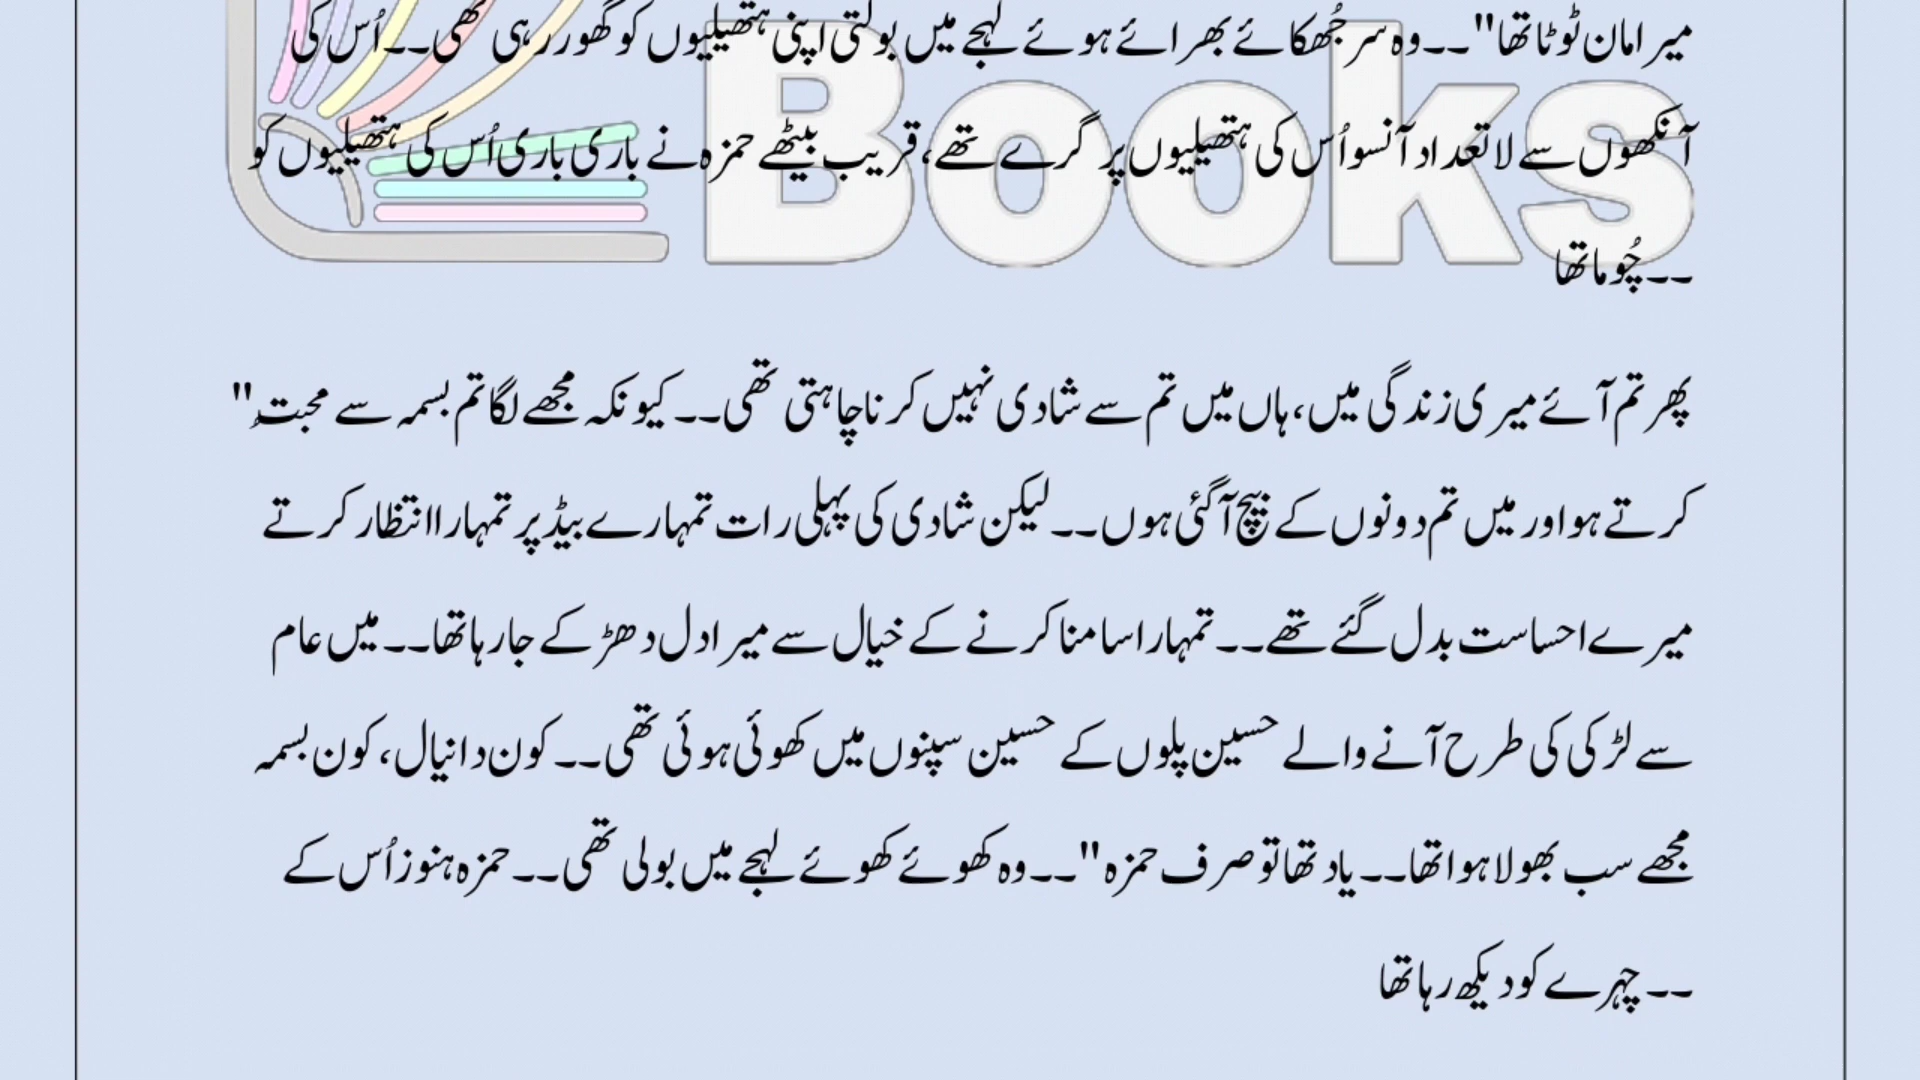 میرا مان ٹوٹا تھا"۔۔وہ سر جُھکائے بھرائے ہوئے لہجے میں بولتی اپنی ہتھیلیوں کو گھور رہی تھی۔۔اُس کی
آنکھوں سے لاتعداد آنسو اُس کی ہتھیلیوں پر گرے تھے، قریب بیٹھے حمزہ نے باری باری اُس کی ہتھیلیوں کو
۔۔چُوما تھا
پھر تم آئے میری زندگی میں، ہاں میں تم سے شادی نہیں کرنا چاہتی تھی۔۔ کیونکہ مجھے لگا تم بسمہ سے محبت"
کرتے ہو اور میں تم دونوں کے بیچ آگئی ہوں۔۔ لیکن شادی کی پہلی رات تمہارے بیڈ پر تمہارا انتظار کرتے
میرے احساست بدل گئے تھے۔۔ تمہارا سامنا کرنے کے خیال سے میرا دل دھڑکے جارہا تھا۔۔ میں عام
سے لڑکی کی طرح آنے والے حسین پلوں کے حسین سپنوں میں کھوئی ہوئی تھی۔۔ کون دانیال، کون بسمہ
مجھے سب بھولا ہوا تھا۔۔ یاد تھا تو صرف حمزہ"۔۔وہ کھوئے کھوئے لہجے میں بولی تھی۔۔ حمزہ ہنوز اُس کے
۔۔ چہرے کو دیکھ رہا تھا
Books